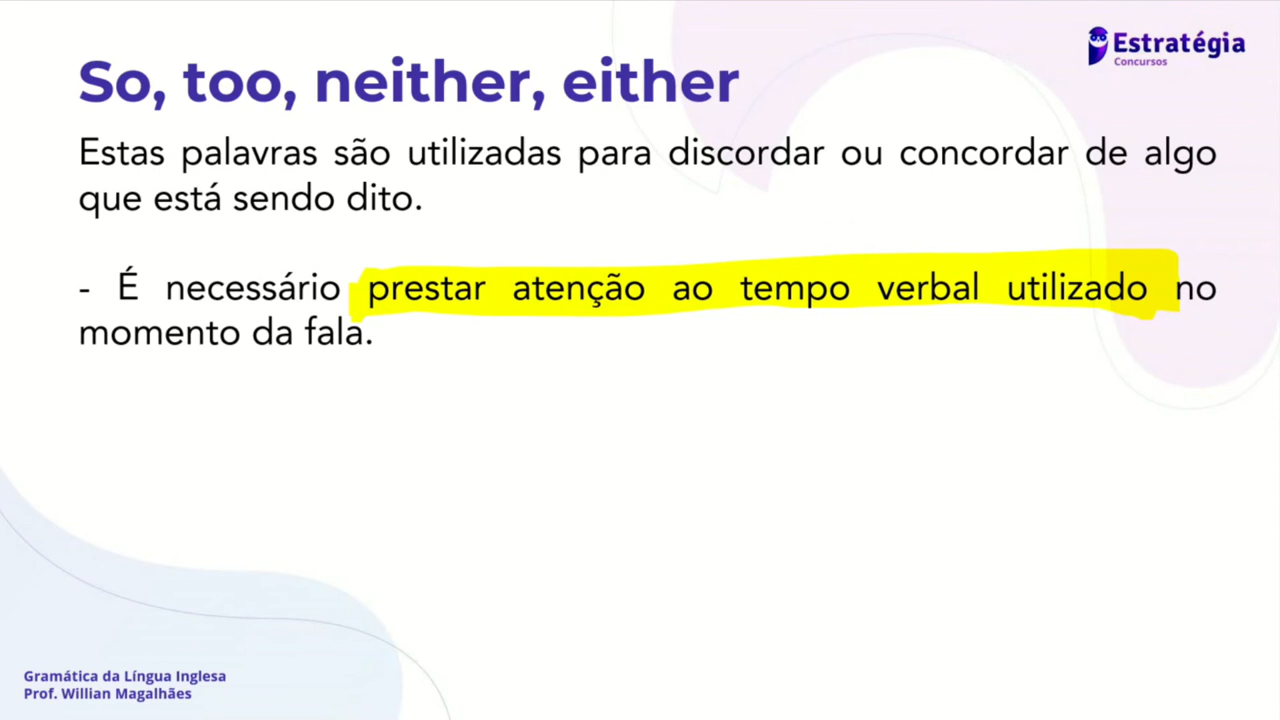 Estratégia
Concursos
So, too, neither, either
Estas palavras são utilizadas para discordar ou concordar de algo
que está sendo dito.
- É necessário prestar atenção ao tempo verbal utilizado no
momento da fala.
Gramática da Língua Inglesa
Prof. Willian Magalhães